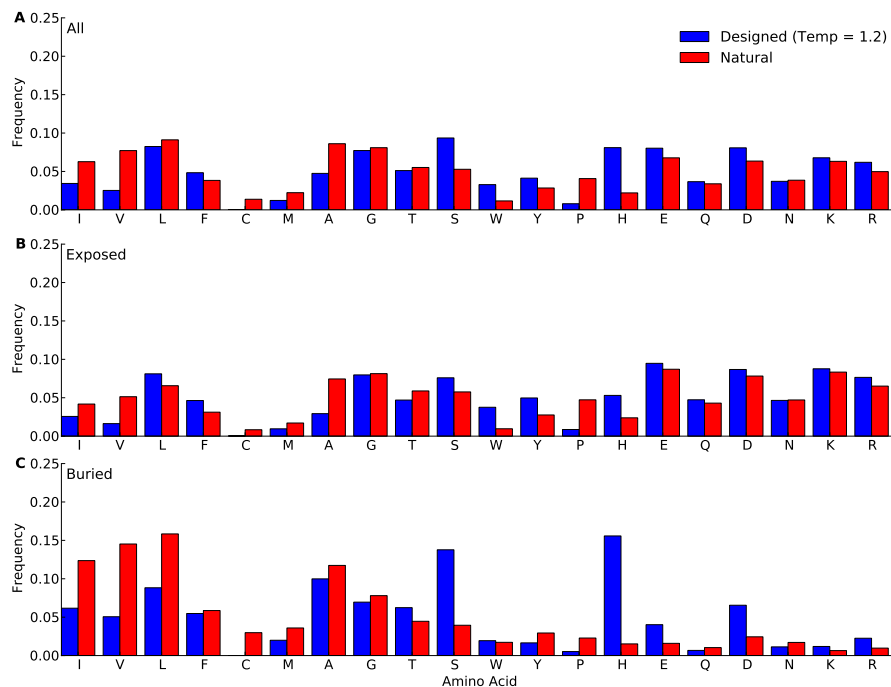 A
All
0.25
0.20
0.15
0.10
0.05
0.00
Frequency
Designed (Temp = 1.2)
Natural
I V L F C M A G T S W Y P H E Q D N K R
B
Exposed
0.25
0.20
0.15
0.10
0.05
0.00
Frequency
I V L F C M A G T S W Y P H E Q D N K R
C
Buried
0.25
0.20
0.15
0.10
0.05
0.00
Frequency
I V L F C M A G T S W Y P H E Q D N K R
Amino Acid